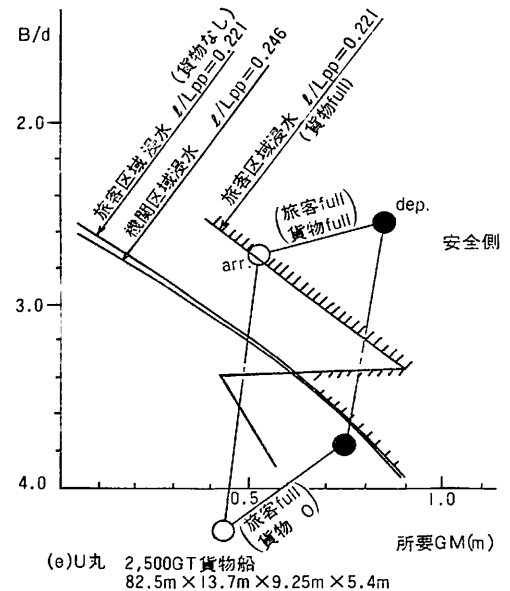 B/d
2.0
3.0
4.0
(貨物なし)
旅客区域浸水 ℓ/Lpp=0.221
機関区域浸水 ℓ/Lpp=0.246
旅客区域浸水 ℓ/Lpp=0.221
(貨物full)
(旅客full
貨物full)
dep.
arr.
安全側
0.5
1.0
(旅客full
貨物 0)
所要GM(m)
(e)U丸 2,500GT貨物船
82.5m×13.7m×9.25m×5.4m